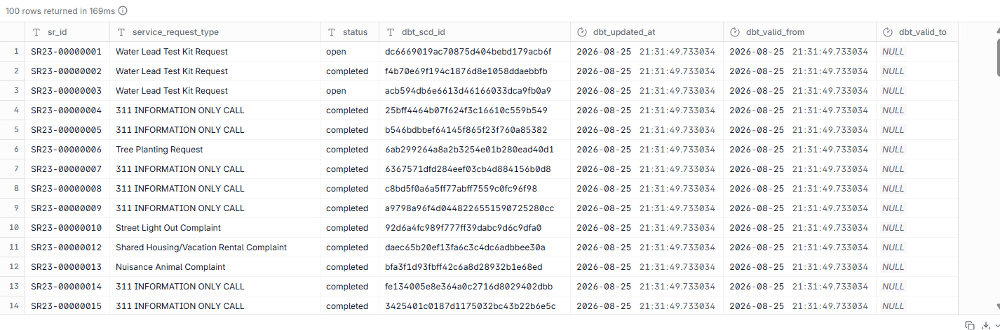 100 rows returned in 169ms
sr_id service_request_type status dbt_scd_id dbt_updated_at dbt_valid_from dbt_valid_to
1 SR23-00000001 Water Lead Test Kit Request open dc6669019ac70875d404bebd179acb6f 2026-08-25 21:31:49.733034 2026-08-25 21:31:49.733034 NULL
2 SR23-00000002 Water Lead Test Kit Request completed f4b70e69f194c1876d8e1058ddaebbfb 2026-08-25 21:31:49.733034 2026-08-25 21:31:49.733034 NULL
3 SR23-00000003 Water Lead Test Kit Request open acb594db6e6613d46166033dca9fb0a9 2026-08-25 21:31:49.733034 2026-08-25 21:31:49.733034 NULL
4 SR23-00000004 311 INFORMATION ONLY CALL completed 25bff4464b07f624f3c16610c559b549 2026-08-25 21:31:49.733034 2026-08-25 21:31:49.733034 NULL
5 SR23-00000005 311 INFORMATION ONLY CALL completed b546bdbbef64145f865f23f760a85382 2026-08-25 21:31:49.733034 2026-08-25 21:31:49.733034 NULL
6 SR23-00000006 Tree Planting Request completed 6ab299264a8a2b3254e01b280ead40d1 2026-08-25 21:31:49.733034 2026-08-25 21:31:49.733034 NULL
7 SR23-00000007 311 INFORMATION ONLY CALL completed 6367571dfd284eef03cb4d884156b0d8 2026-08-25 21:31:49.733034 2026-08-25 21:31:49.733034 NULL
8 SR23-00000008 311 INFORMATION ONLY CALL completed c8bd5f0a6a5ff77abff7559c0fc96f98 2026-08-25 21:31:49.733034 2026-08-25 21:31:49.733034 NULL
9 SR23-00000009 311 INFORMATION ONLY CALL completed a9798a96f4d0448226551590725280cc 2026-08-25 21:31:49.733034 2026-08-25 21:31:49.733034 NULL
10 SR23-00000010 Street Light Out Complaint completed 92d6a4fc989f777ff39dabc9d6c9dfa0 2026-08-25 21:31:49.733034 2026-08-25 21:31:49.733034 NULL
11 SR23-00000012 Shared Housing/Vacation Rental Complaint completed daec65b20ef13fa6c3c4dc6adbbee30a 2026-08-25 21:31:49.733034 2026-08-25 21:31:49.733034 NULL
12 SR23-00000013 Nuisance Animal Complaint completed bfa3f1d93fbff42c6a8d28932b1e68ed 2026-08-25 21:31:49.733034 2026-08-25 21:31:49.733034 NULL
13 SR23-00000014 311 INFORMATION ONLY CALL completed fe134005e8e364a0c2716d8029402dbb 2026-08-25 21:31:49.733034 2026-08-25 21:31:49.733034 NULL
14 SR23-00000015 311 INFORMATION ONLY CALL completed 3425401c0187d1175032bc43b22b6e5c 2026-08-25 21:31:49.733034 2026-08-25 21:31:49.733034 NULL